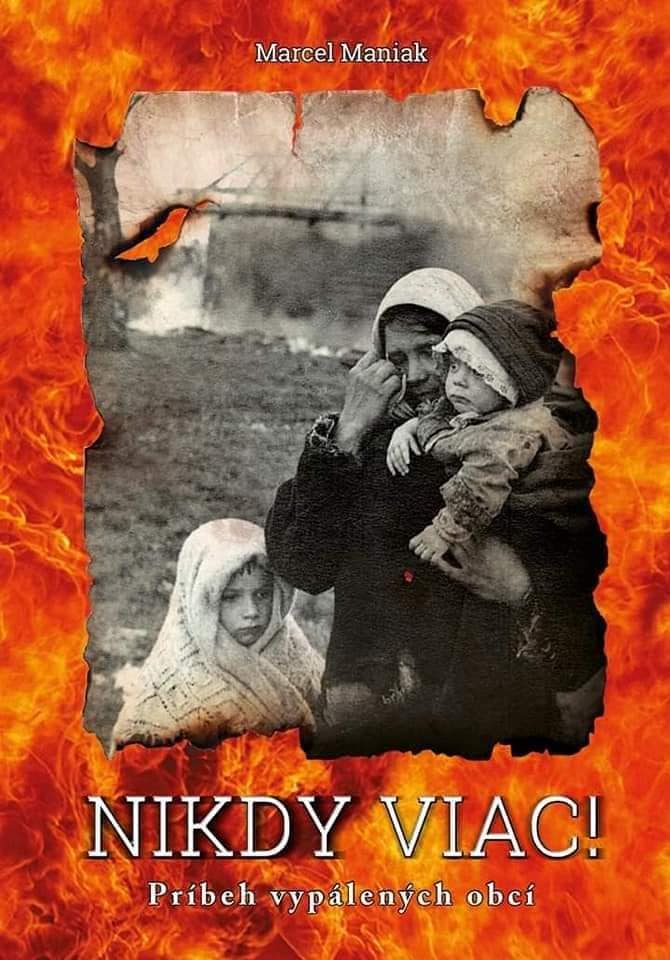 Marcel Maniak
NIKDY VIAC!
Príbeh vypálených obcí